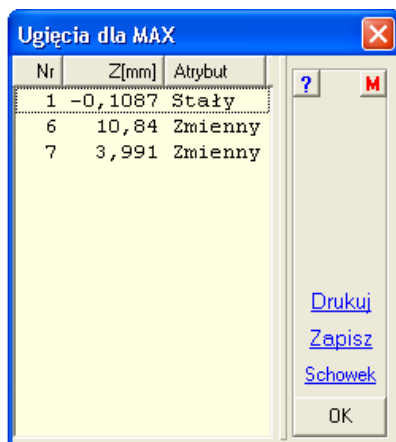 Ugięcia dla MAX
Nr Z[mm] Atrybut
1 -0,1087 Stały
6 10,84 Zmienny
7 3,991 Zmienny
? M
Drukuj
Zapisz
Schowek
OK